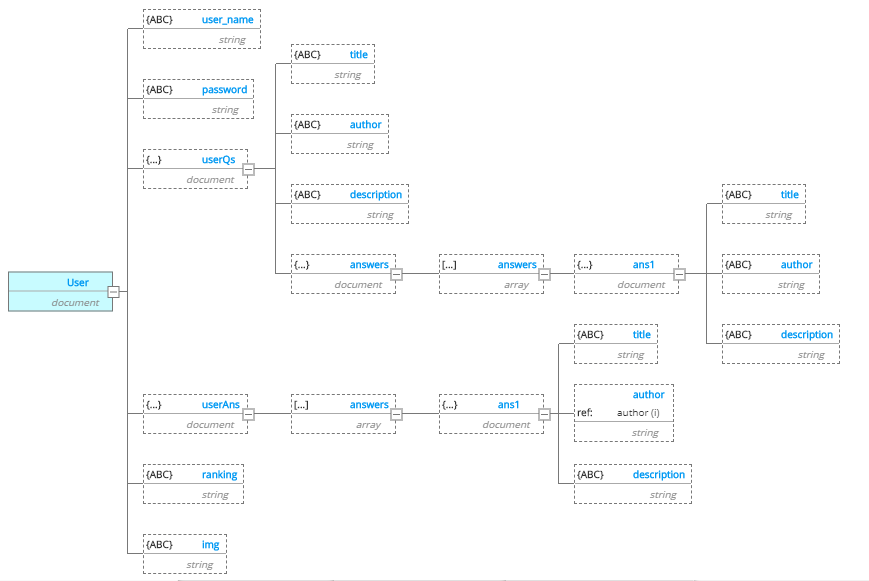 {ABC} user_name
string
{ABC} title
string
{ABC} password
string
{ABC} author
string
{...} userQs
document
{ABC} description
string
{ABC} title
string
{...} answers
document
[...] answers
array
{...} ans1
document
{ABC} author
string
User
document
{ABC} title
string
{ABC} description
string
{...} userAns
document
[...] answers
array
{...} ans1
document
author
ref: author (i)
string
{ABC} ranking
string
{ABC} description
string
{ABC} img
string